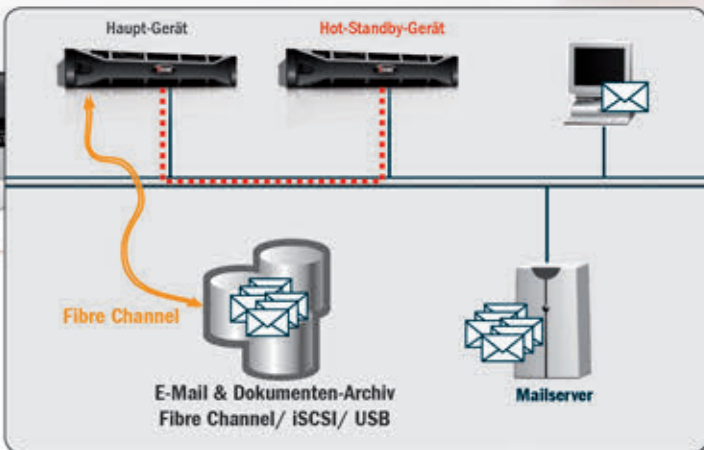 Haupt-Gerät
Hot-Standby-Gerät
Fibre Channel
E-Mail & Dokumenten-Archiv
Fibre Channel/ iSCSI/ USB
Mailserver